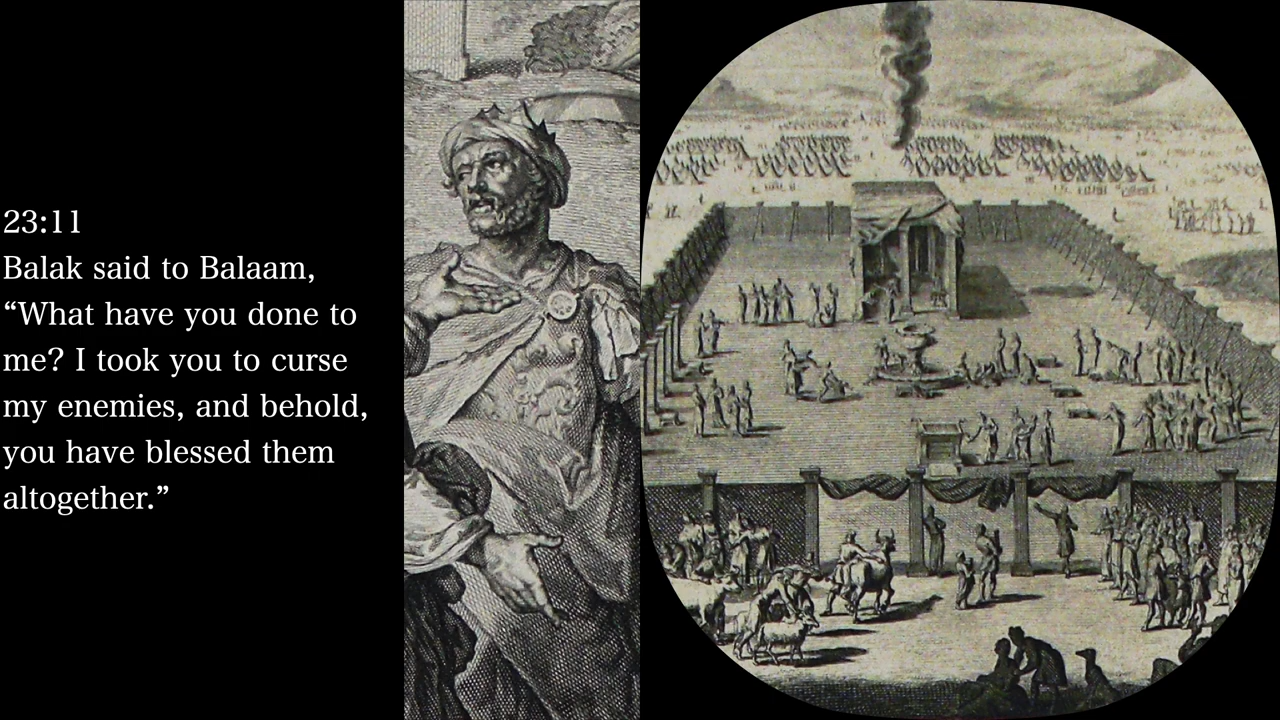 23:11
Balak said to Balaam,
“What have you done to
me? I took you to curse
my enemies, and behold,
you have blessed them
altogether.”